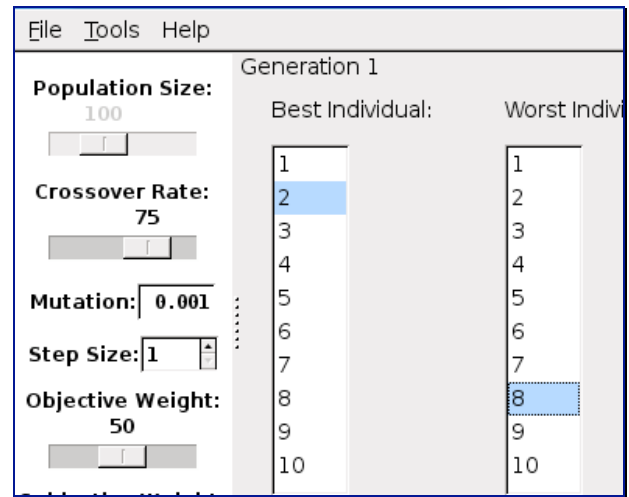 File Tools Help
Generation 1
Population Size:
100
Crossover Rate:
75
Mutation: 0.001
Step Size: 1
Objective Weight:
50
Best Individual:
1
2
3
4
5
6
7
8
9
10
Worst Indivi
1
2
3
4
5
6
7
8
9
10